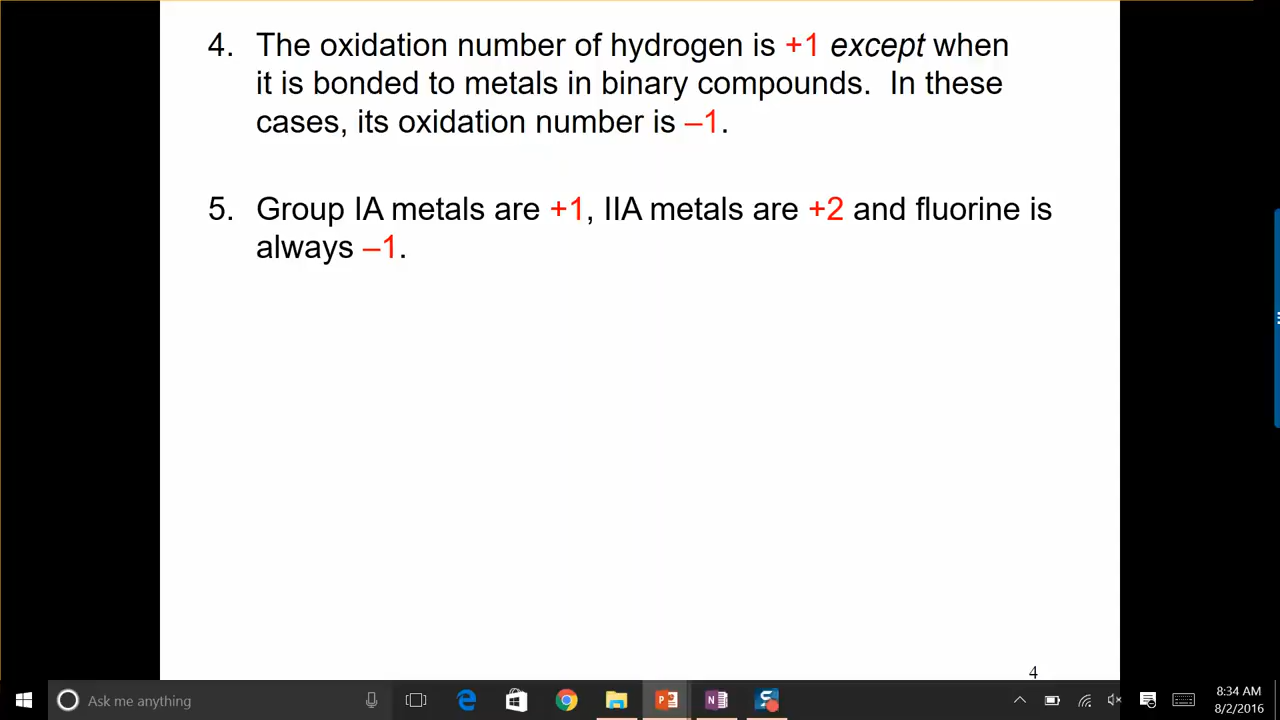 4. The oxidation number of hydrogen is +1 except when
it is bonded to metals in binary compounds. In these
cases, its oxidation number is –1.
5. Group IA metals are +1, IIA metals are +2 and fluorine is
always –1.
4
Ask me anything
8:34 AM
8/2/2016